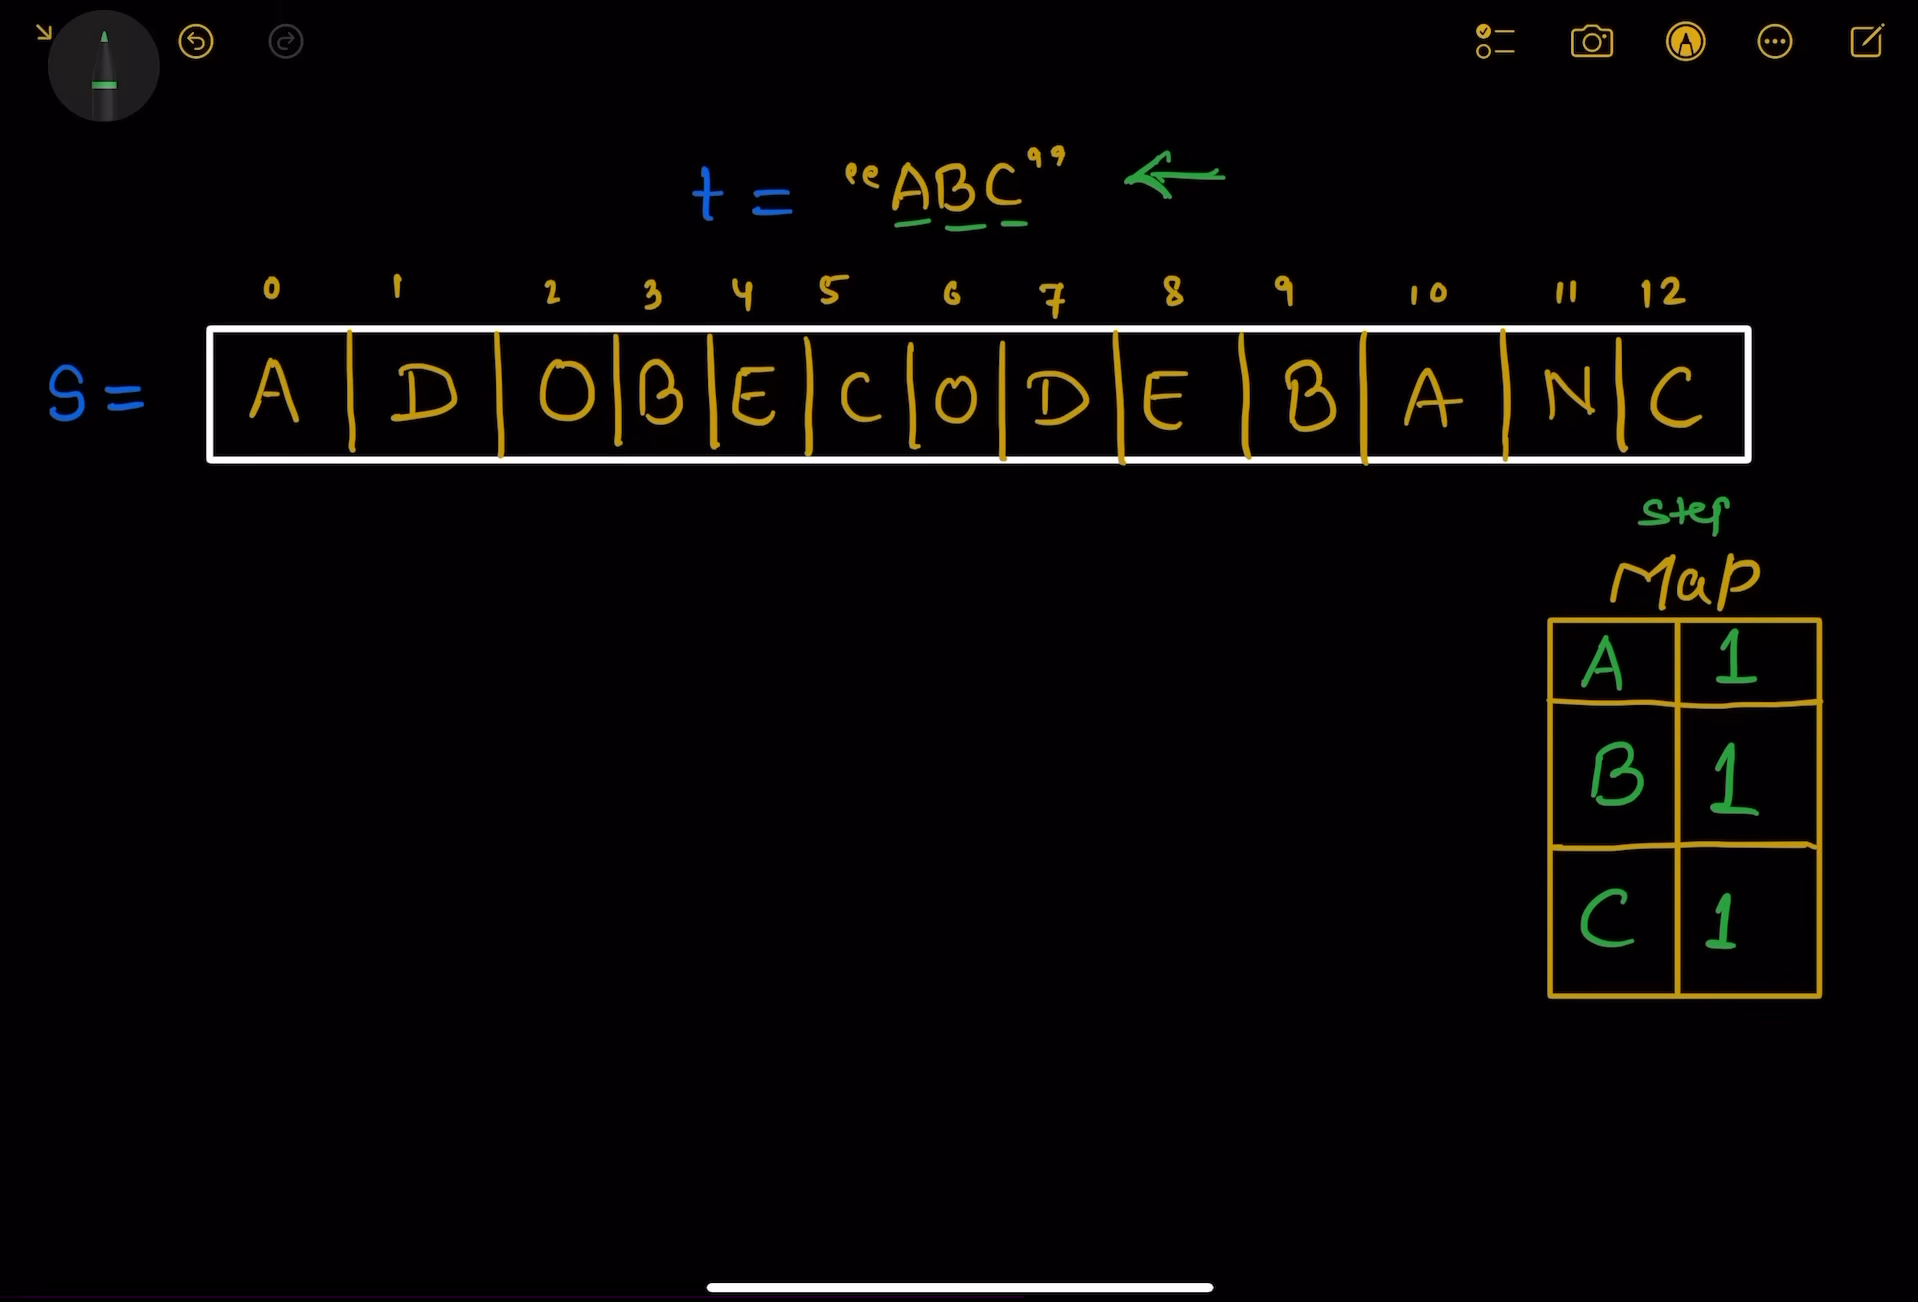 t = "ABC"
0 1 2 3 4 5 6 7 8 9 10 11 12
S = A D O B E C O D E B A N C
step
Map
A 1
B 1
C 1